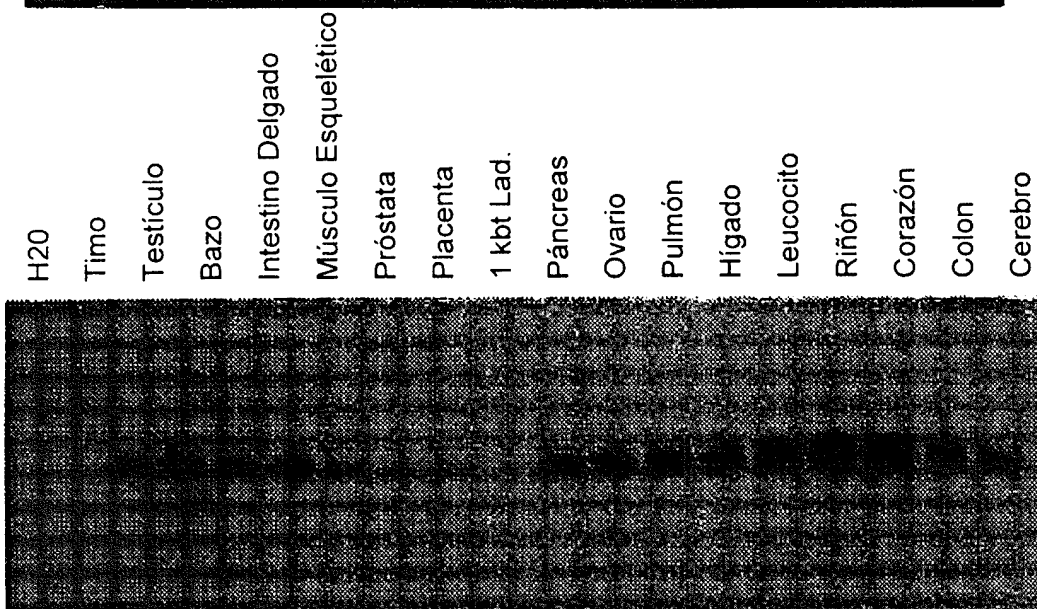 H20
Timo
Testículo
Bazo
Intestino Delgado
Músculo Esquelético
Próstata
Placenta
1 kbt Lad.
Páncreas
Ovario
Pulmón
Hígado
Leucocito
Riñón
Corazón
Colon
Cerebro